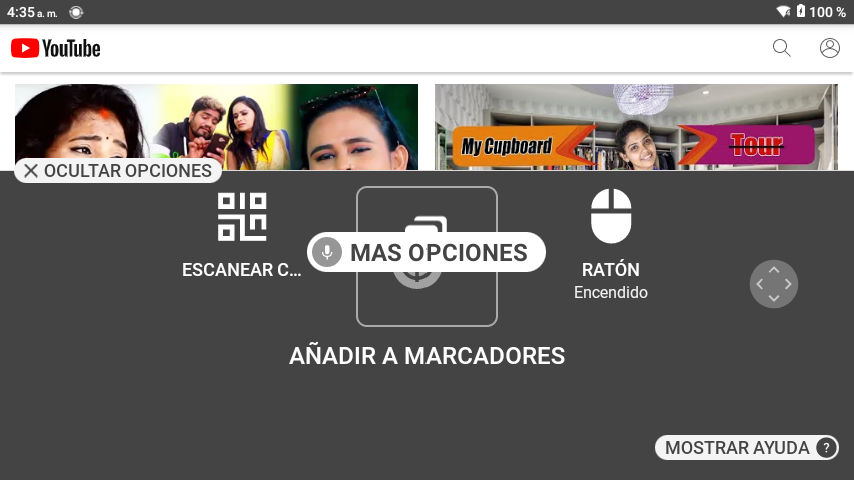 4:35 a. m.
100 %
YouTube
My Cupboard
Tour
OCULTAR OPCIONES
MAS OPCIONES
ESCANEAR C...
RATÓN
Encendido
AÑADIR A MARCADORES
MOSTRAR AYUDA ?